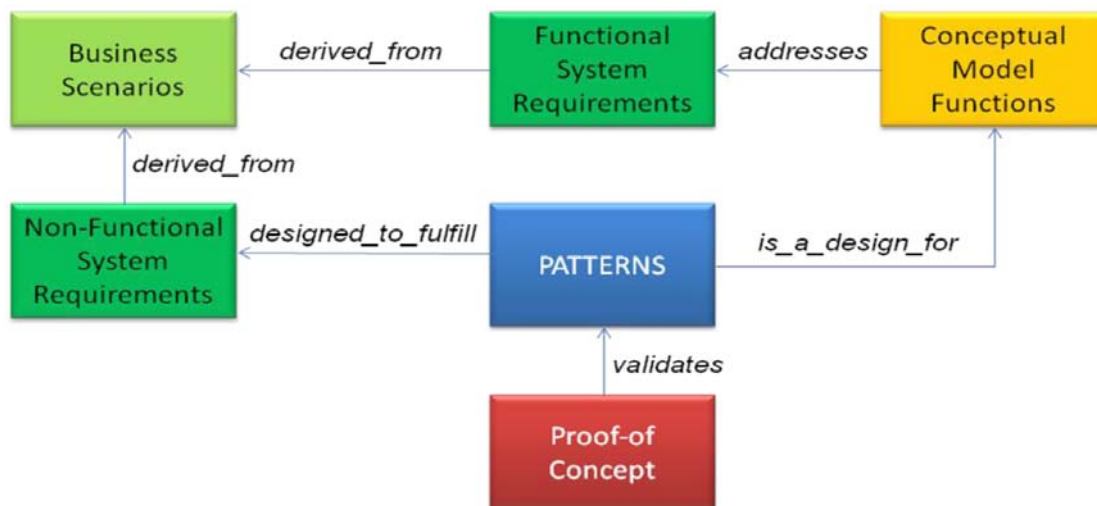 Business
Scenarios
derived_from
Functional
System
Requirements
addresses
Conceptual
Model
Functions
derived_from
Non-Functional
System
Requirements
designed_to_fulfill
PATTERNS
is_a_design_for
validates
Proof-of
Concept